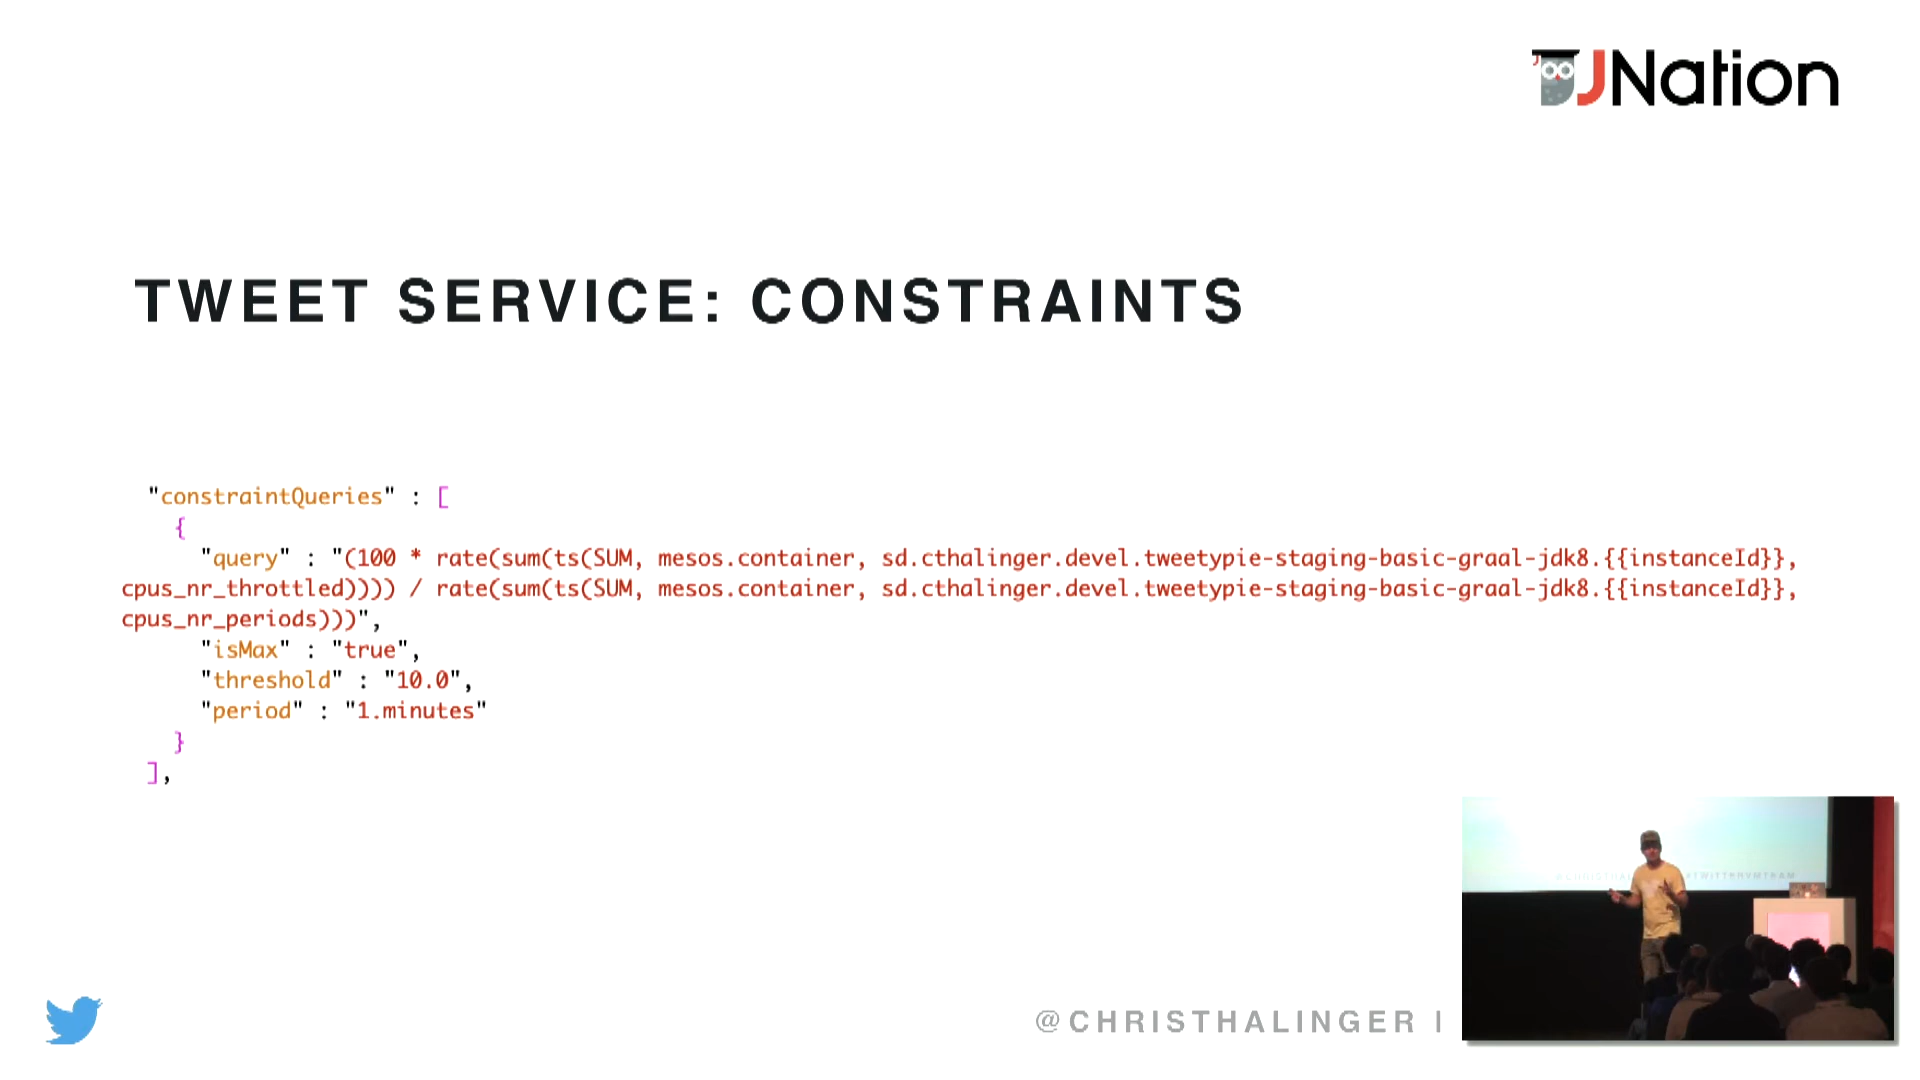 JNation
TWEET SERVICE: CONSTRAINTS
"constraintQueries" : [
{
"query" : "(100 * rate(sum(ts(SUM, mesos.container, sd.cthalinger.devel.tweetypie-staging-basic-graal-jdk8.{{instanceId}},
cpus_nr_throttled)))) / rate(sum(ts(SUM, mesos.container, sd.cthalinger.devel.tweetypie-staging-basic-graal-jdk8.{{instanceId}},
cpus_nr_periods)))",
"isMax" : "true",
"threshold" : "10.0",
"period" : "1.minutes"
}
],
@CHRISTHALINGER |